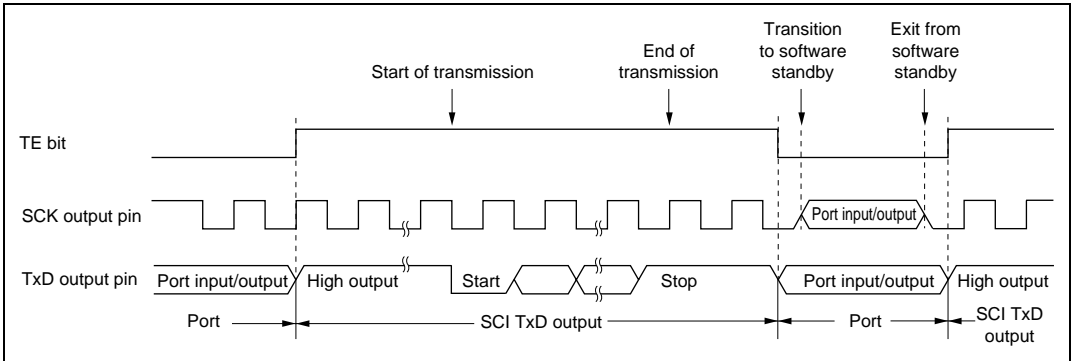 Start of transmission
End of
transmission
Transition
to software
standby
Exit from
software
standby
TE bit
SCK output pin
Port input/output
TxD output pin
Port input/output
High output
Start
Stop
Port input/output
High output
Port
SCI TxD output
Port
SCI TxD
output